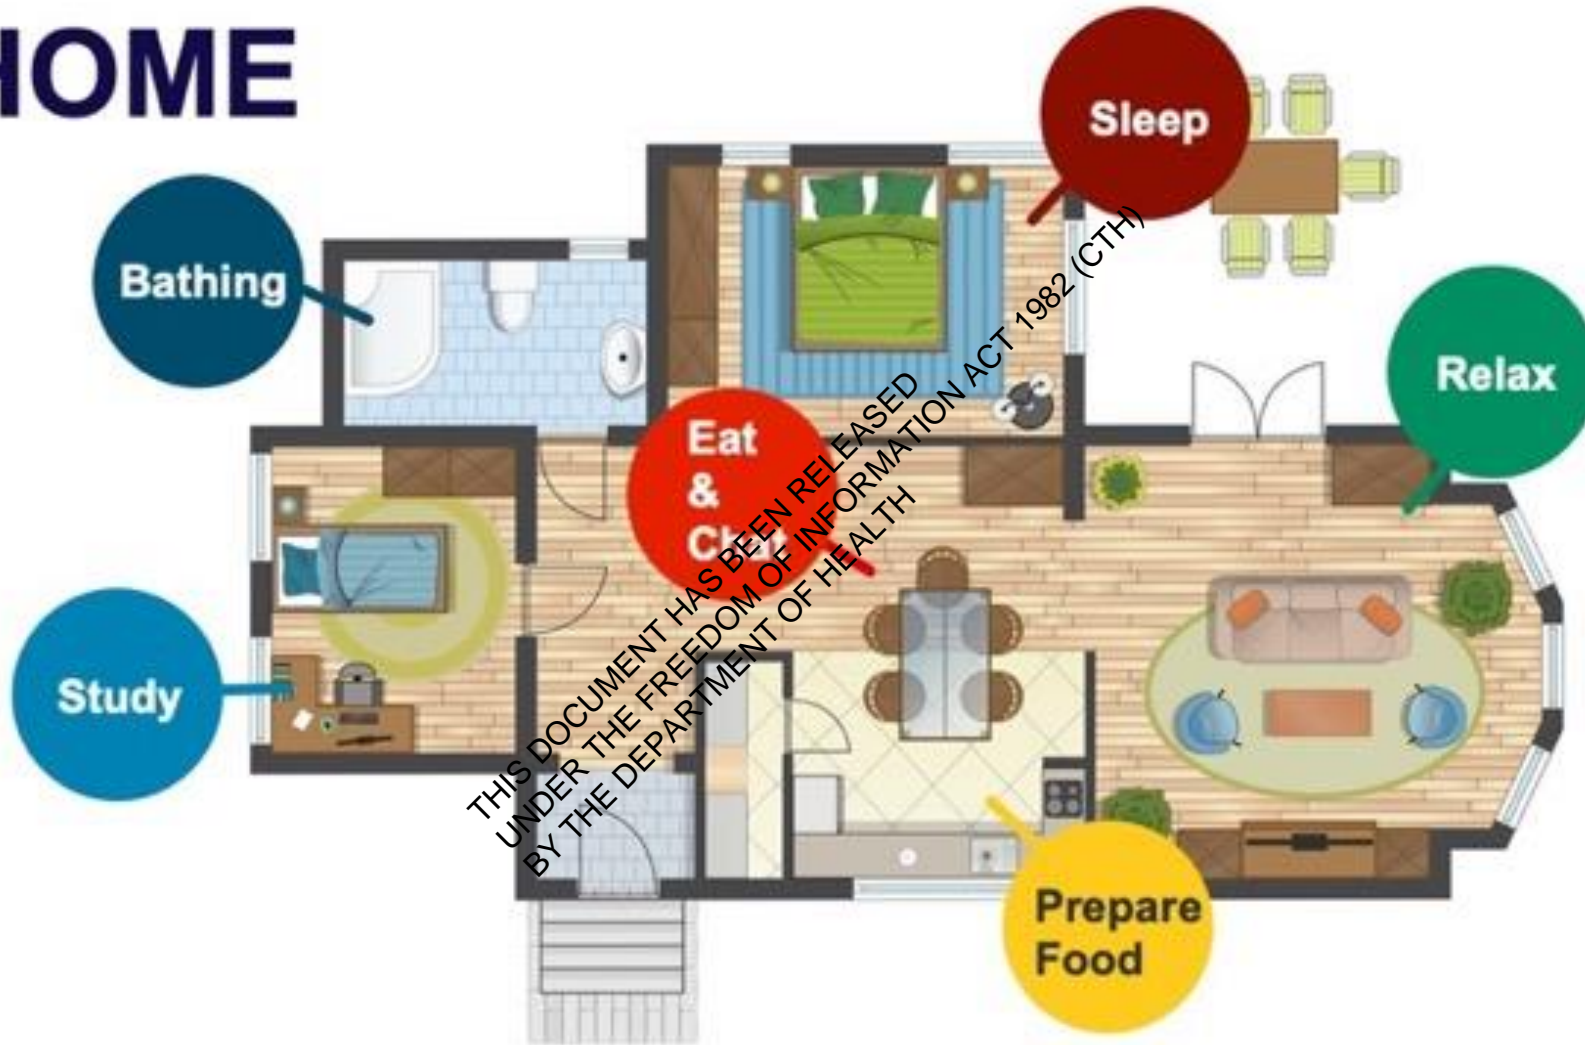 HOME
Sleep
Bathing
Relax
Eat
&
Chat
Study
Prepare
Food
THIS DOCUMENT HAS BEEN RELEASED
UNDER THE FREEDOM OF INFORMATION ACT 1982 (CTH)
BY THE DEPARTMENT OF HEALTH